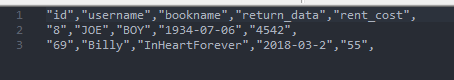 1 "id","username","bookname","return_data","rent_cost",
2 "8","JOE","BOY","1934-07-06","4542",
3 "69","Billy","InHeartForever","2018-03-2","55",